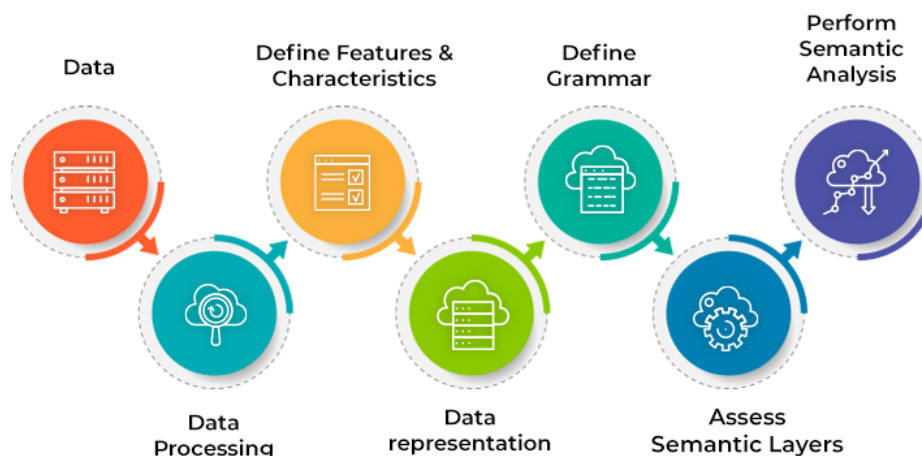 Data
Data
Processing
Define Features &
Characteristics
Data
representation
Define
Grammar
Assess
Semantic Layers
Perform
Semantic
Analysis